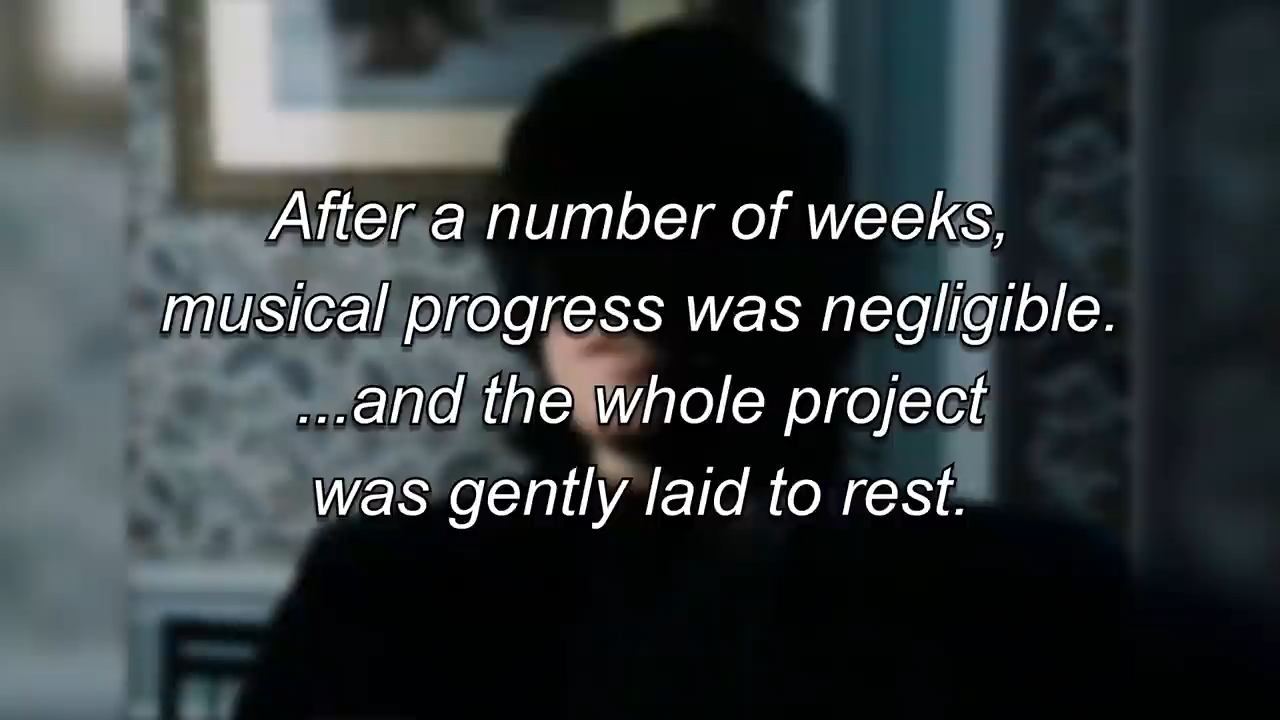 After a number of weeks,
musical progress was negligible.
...and the whole project
was gently laid to rest.